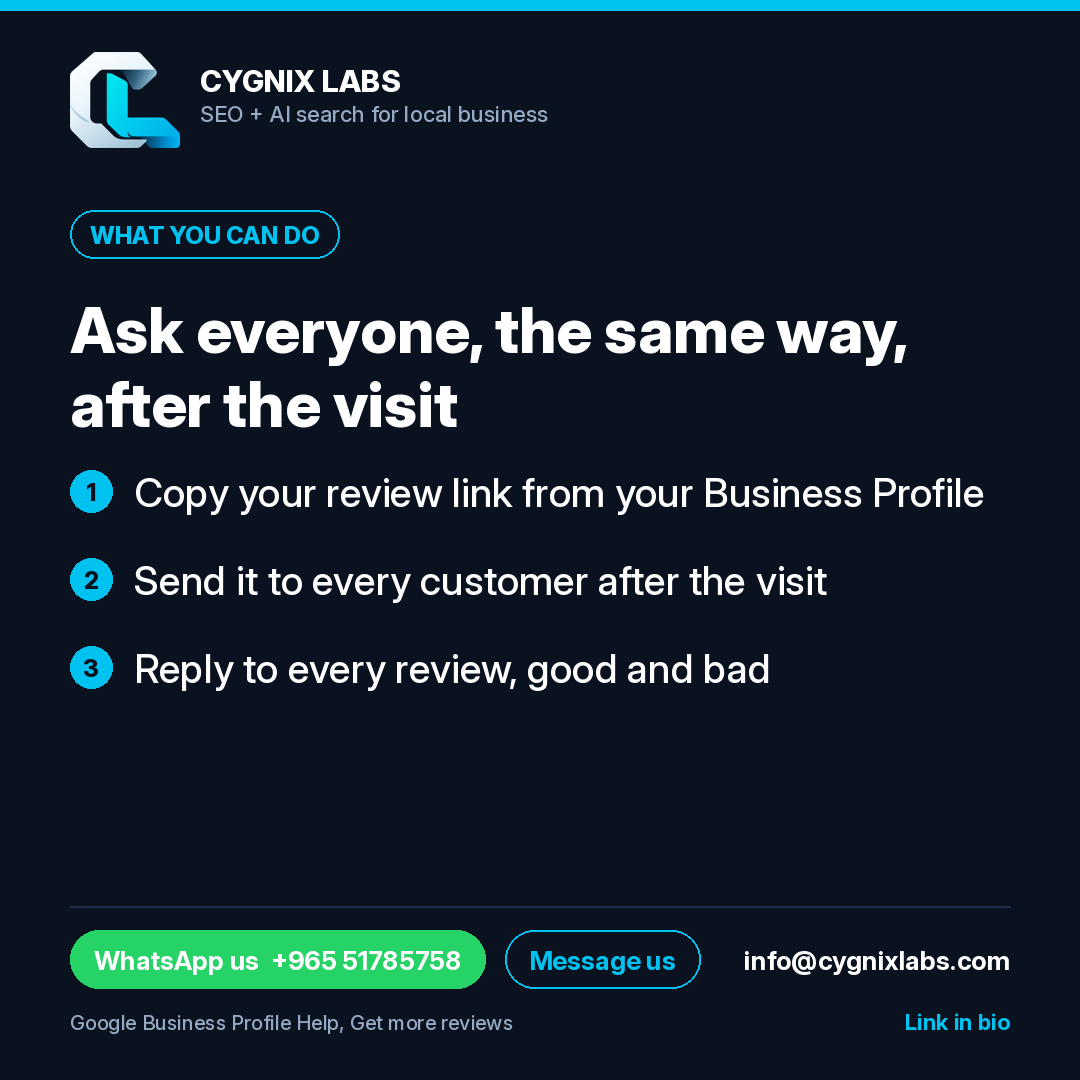 CYGNIX LABS
SEO + AI search for local business
WHAT YOU CAN DO
Ask everyone, the same way,
after the visit
1 Copy your review link from your Business Profile
2 Send it to every customer after the visit
3 Reply to every review, good and bad
WhatsApp us +965 51785758
Message us
info@cygnixlabs.com
Google Business Profile Help, Get more reviews
Link in bio